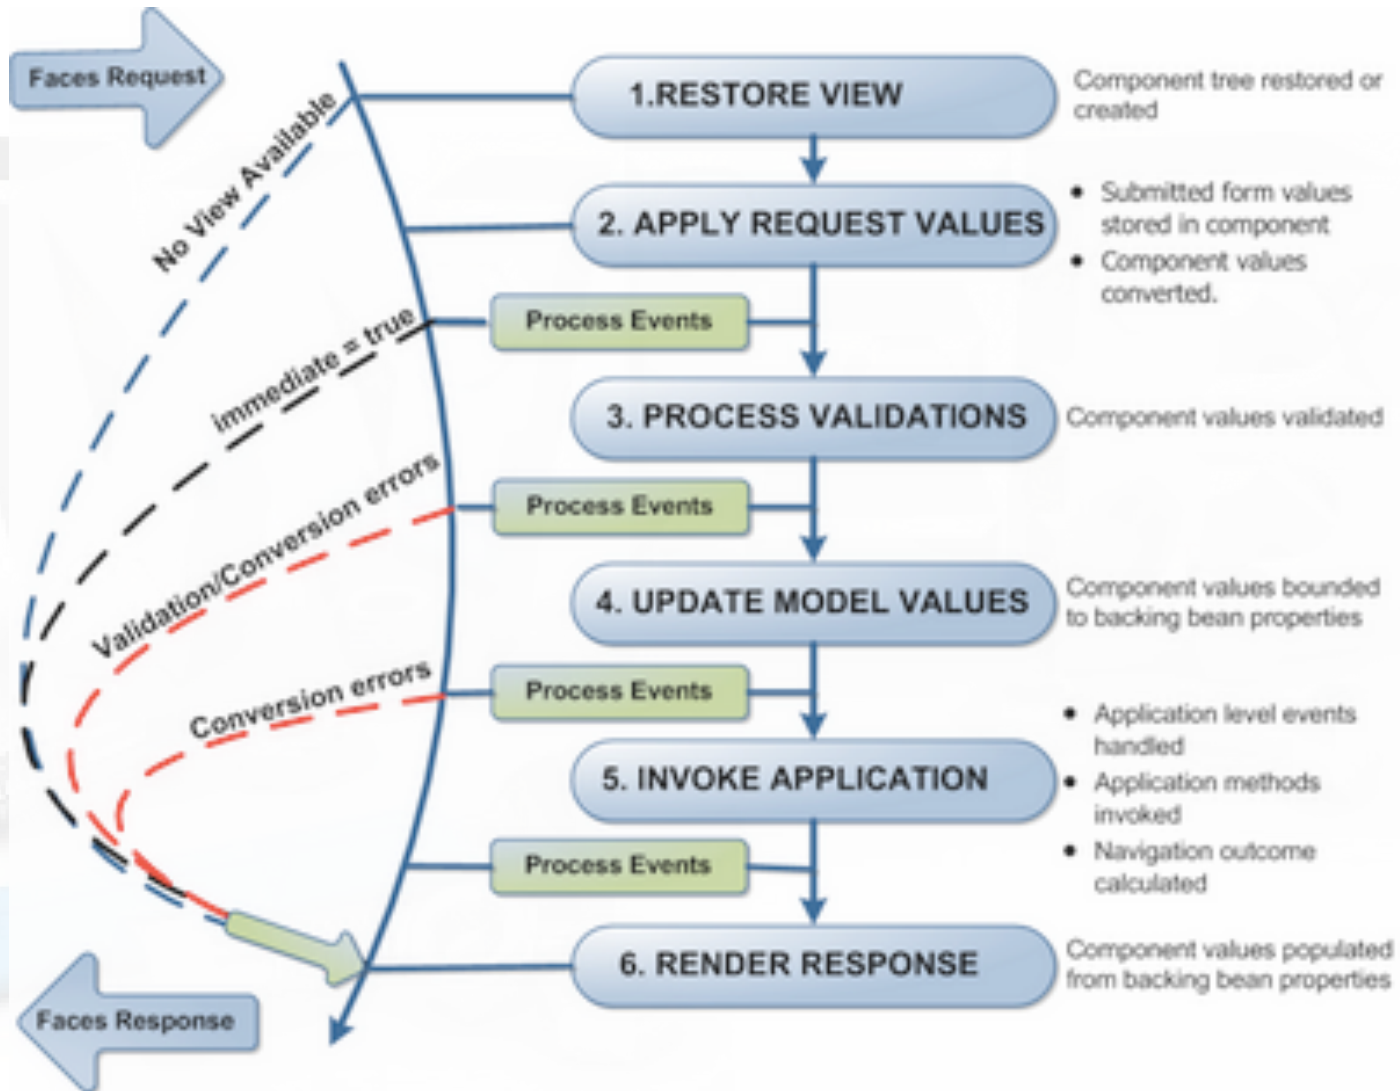 Faces Request
1.RESTORE VIEW
Component tree restored or
created
No View Available
2. APPLY REQUEST VALUES
• Submitted form values
stored in component
• Component values
converted.
Process Events
immediate = true
3. PROCESS VALIDATIONS
Component values validated
Process Events
Validation/Conversion errors
4. UPDATE MODEL VALUES
Component values bounded
to backing bean properties
Process Events
Conversion errors
5. INVOKE APPLICATION
• Application level events
handled
• Application methods
invoked
• Navigation outcome
calculated
Process Events
6. RENDER RESPONSE
Component values populated
from backing bean properties
Faces Response